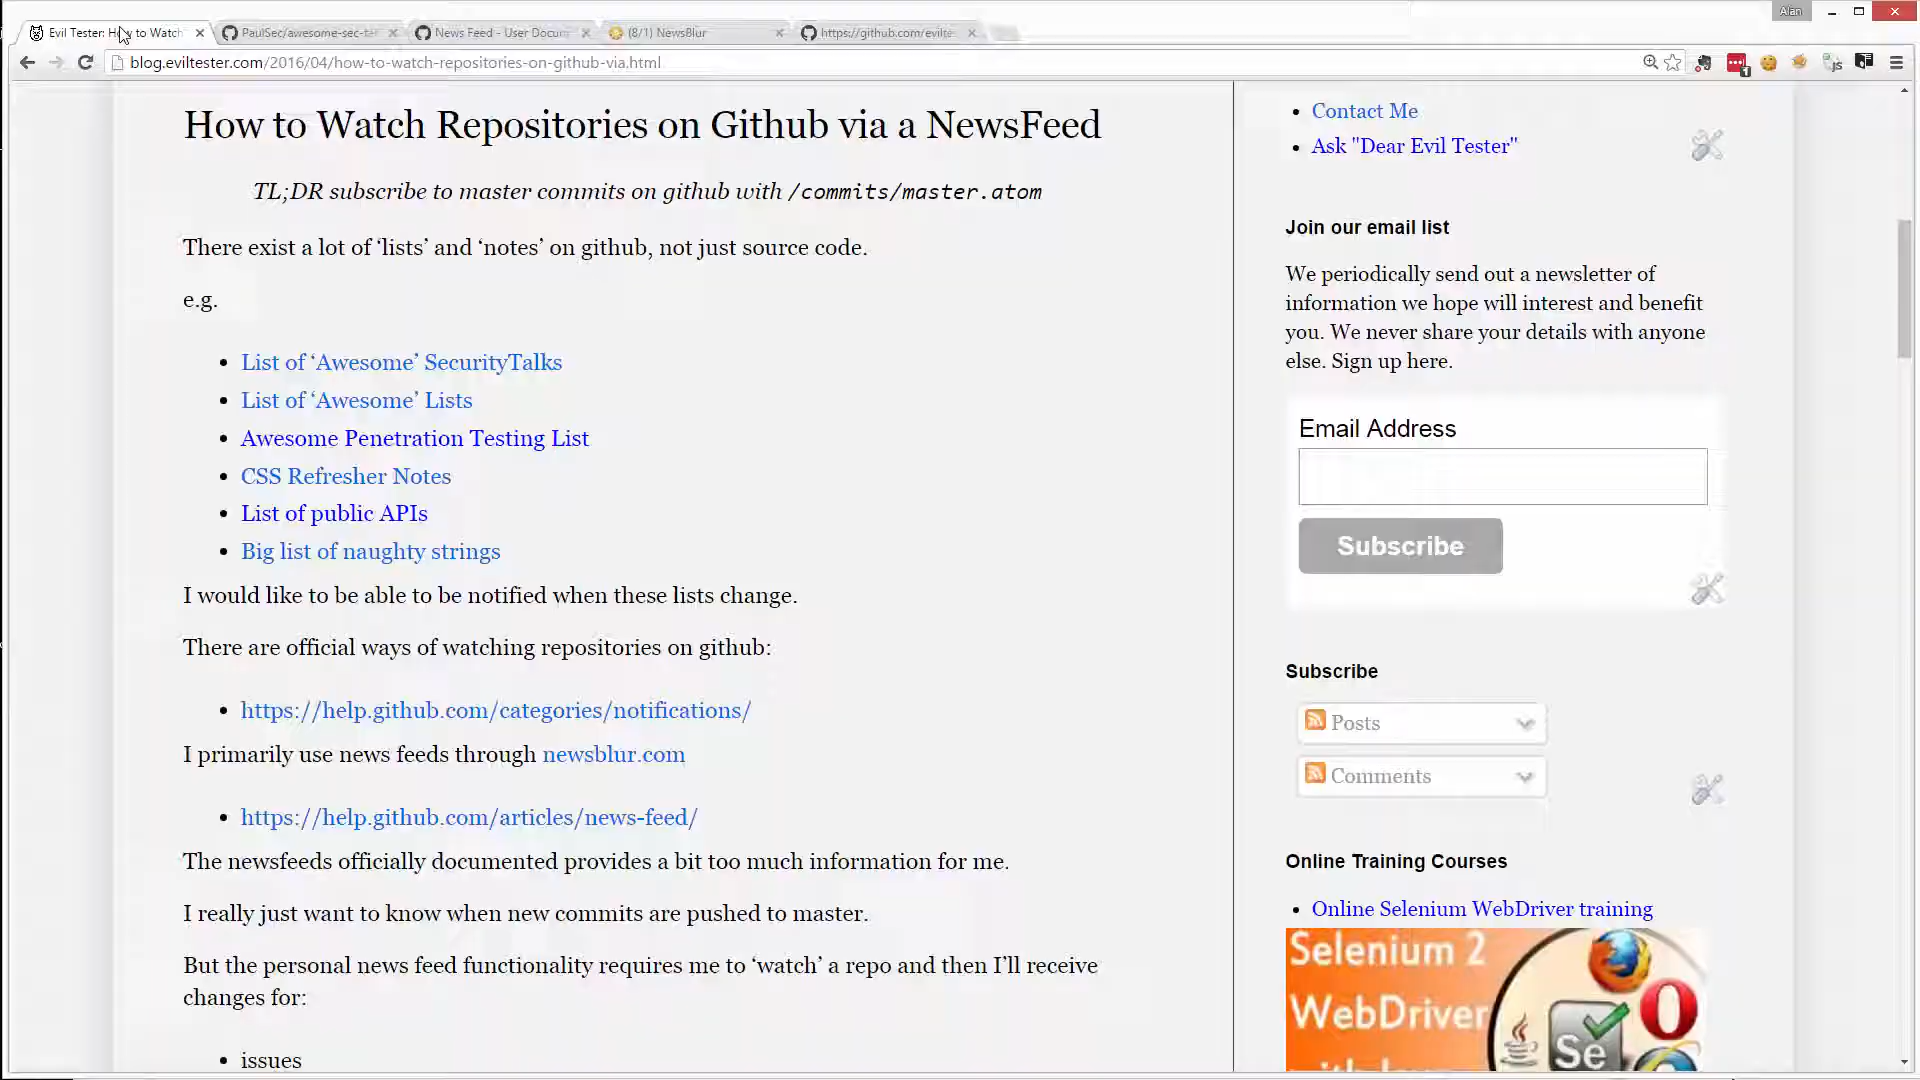 Alan
Evil Tester: How to Watch
PaulSec/awesome-sec-ta
News Feed - User Docum
(8/1) NewsBlur
https://github.com/evilte
blog.eviltester.com/2016/04/how-to-watch-repositories-on-github-via.html
How to Watch Repositories on Github via a NewsFeed
TL;DR subscribe to master commits on github with /commits/master.atom
There exist a lot of ‘lists’ and ‘notes’ on github, not just source code.
e.g.
• List of ‘Awesome’ SecurityTalks
• List of ‘Awesome’ Lists
• Awesome Penetration Testing List
• CSS Refresher Notes
• List of public APIs
• Big list of naughty strings
I would like to be able to be notified when these lists change.
There are official ways of watching repositories on github:
• https://help.github.com/categories/notifications/
I primarily use news feeds through newsblur.com
• https://help.github.com/articles/news-feed/
The newsfeeds officially documented provides a bit too much information for me.
I really just want to know when new commits are pushed to master.
But the personal news feed functionality requires me to ‘watch’ a repo and then I’ll receive
changes for:
• issues
• Contact Me
• Ask "Dear Evil Tester"
Join our email list
We periodically send out a newsletter of
information we hope will interest and benefit
you. We never share your details with anyone
else. Sign up here.
Email Address
Subscribe
Subscribe
Posts
Comments
Online Training Courses
• Online Selenium WebDriver training
Selenium 2
WebDriver
Se